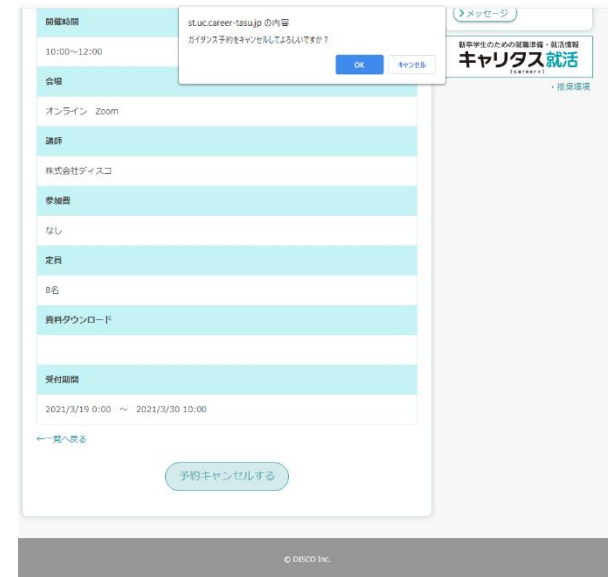 st.uc.career-tasu.jp の内容
ガイダンス予約をキャンセルしてよろしいですか？
OK
キャンセル
メッセージ
新卒学生のための就職準備・就活情報
キャリタス就活
[career+]
・推奨環境
開催時間
10:00～12:00
会場
オンライン Zoom
講師
株式会社ディスコ
参加費
なし
定員
8名
資料ダウンロード
受付期間
2021/3/19 0:00 ～ 2021/3/30 10:00
←一覧へ戻る
予約キャンセルする
© DISCO Inc.